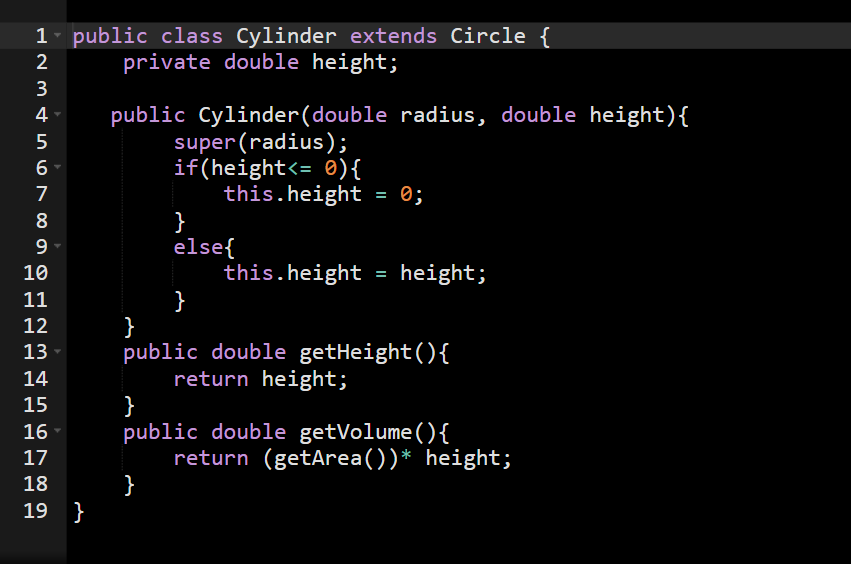 1 public class Cylinder extends Circle {
2     private double height;
3
4    public Cylinder(double radius, double height){
5         super(radius);
6         if(height<= 0){
7             this.height = 0;
8         }
9         else{
10             this.height = height;
11         }
12     }
13     public double getHeight(){
14         return height;
15     }
16     public double getVolume(){
17         return (getArea())* height;
18     }
19 }